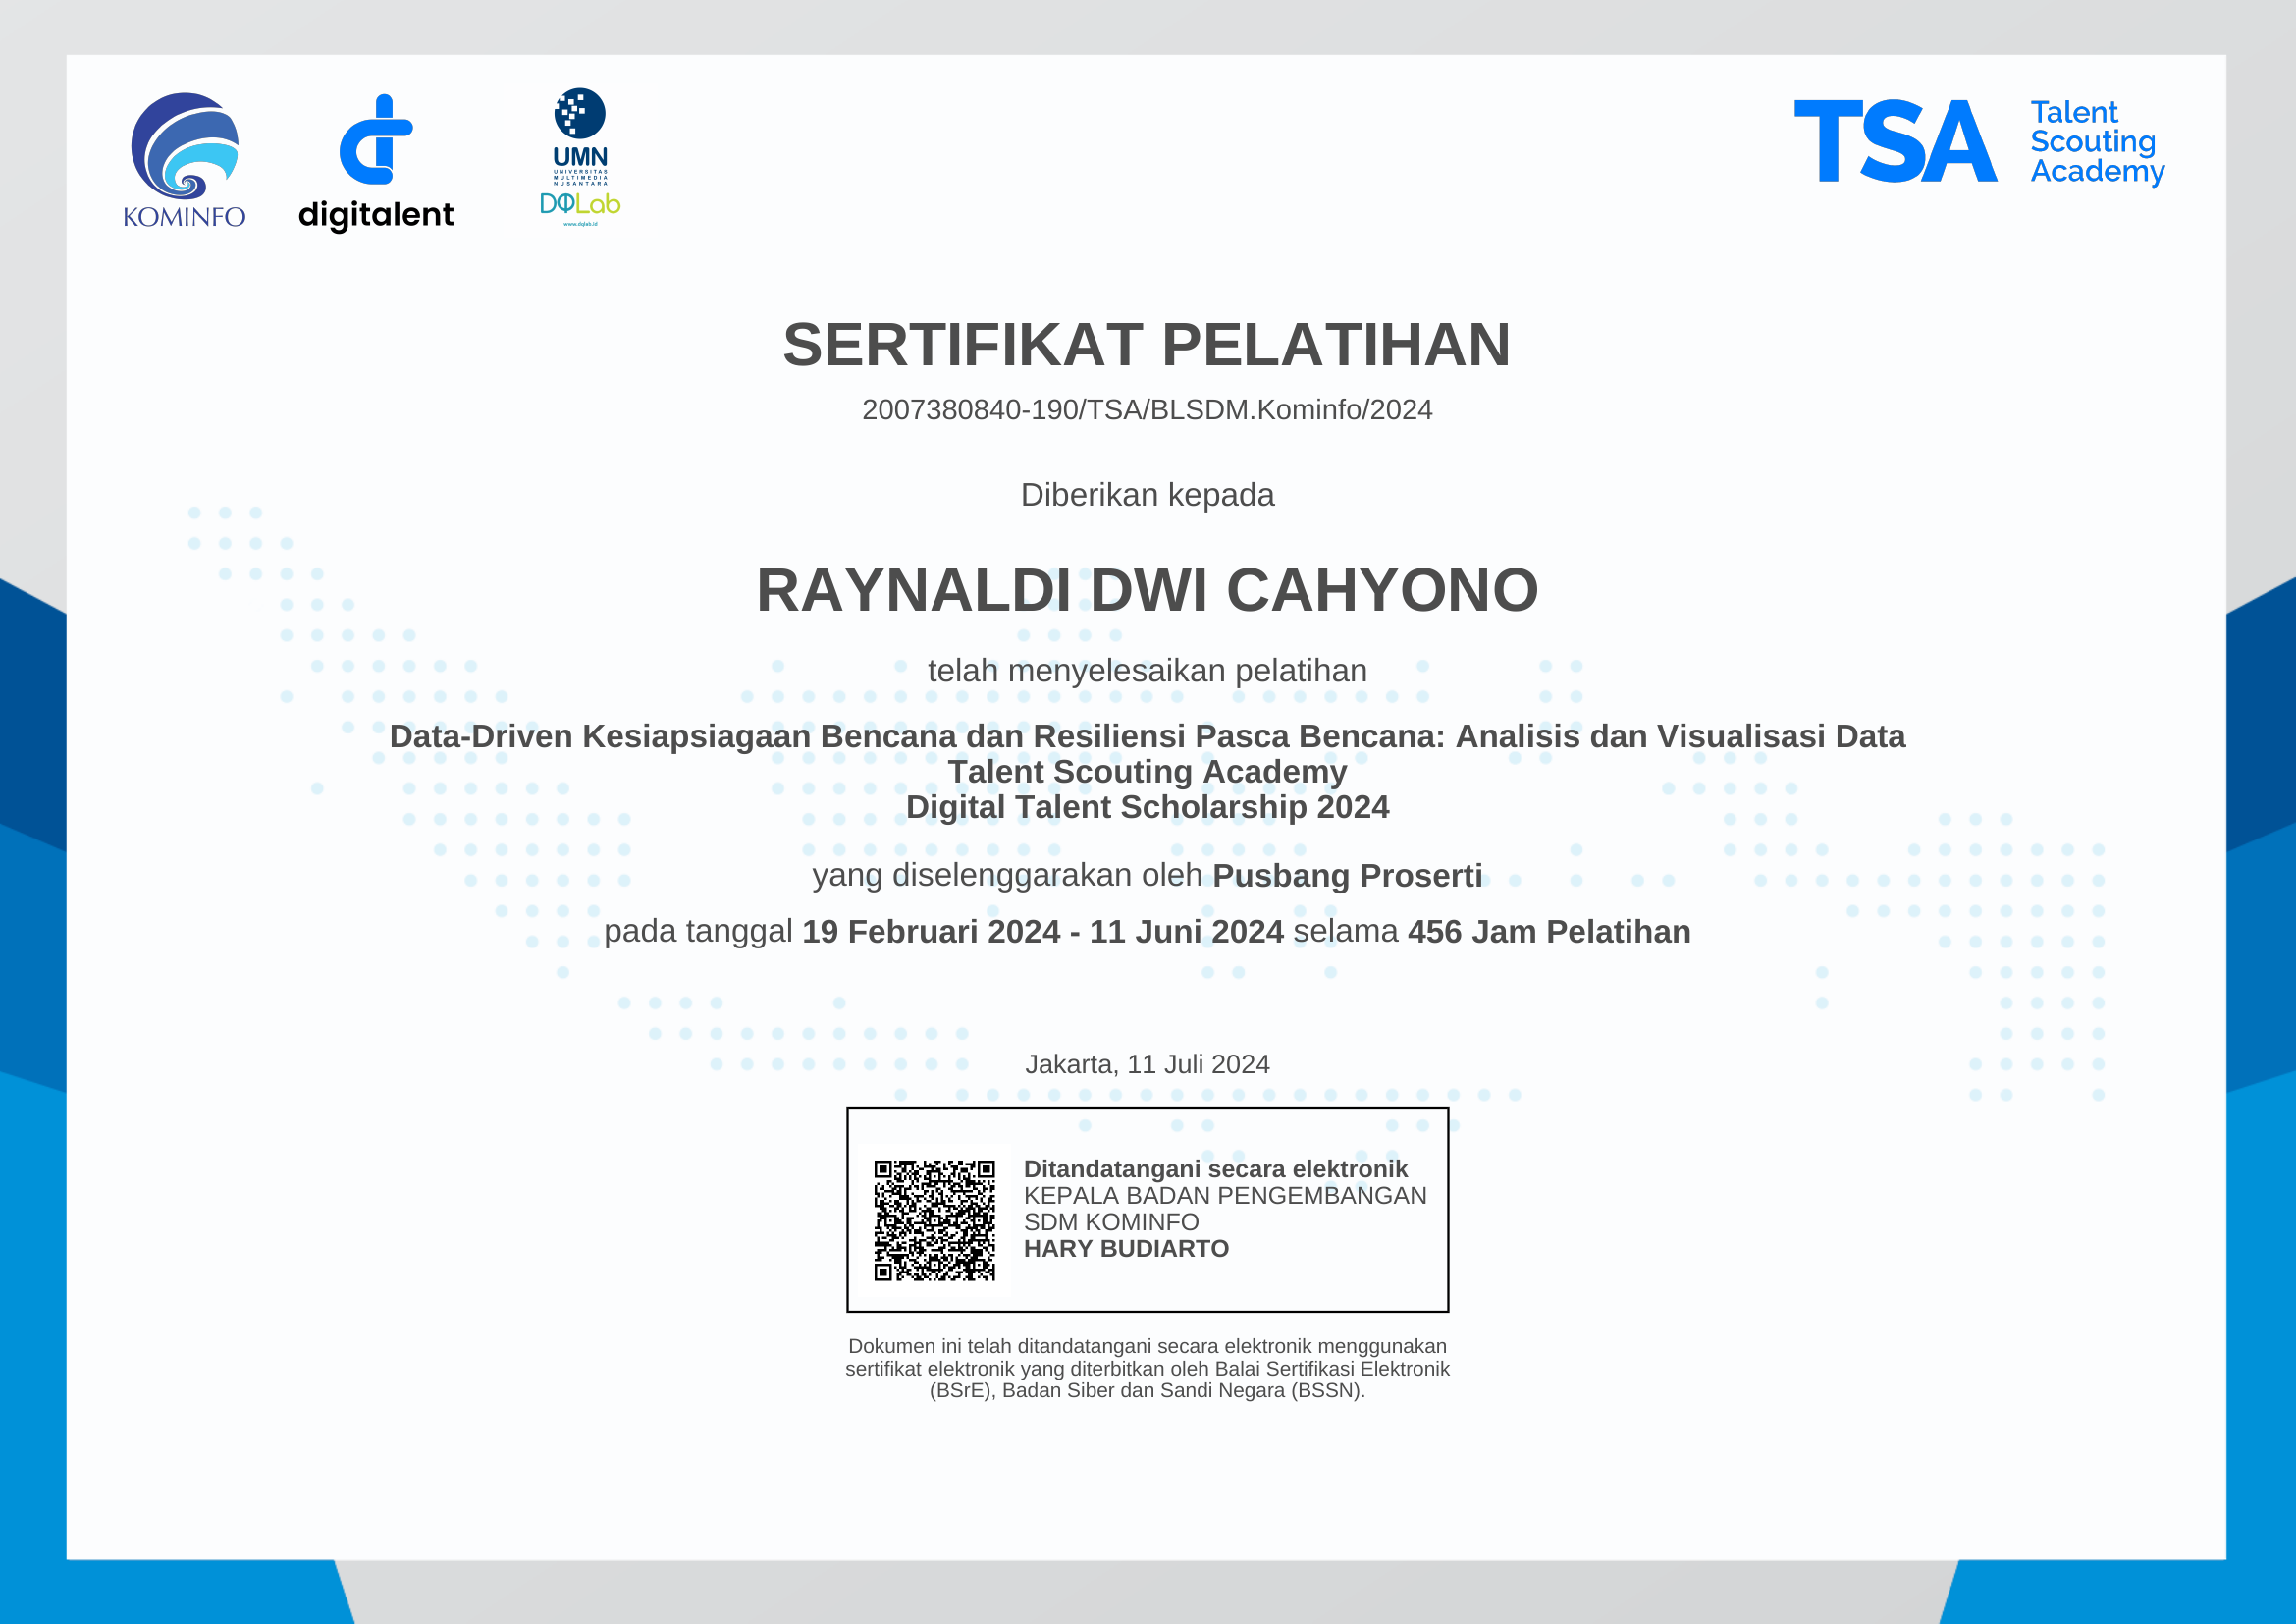 KOMINFO
digitalent
UMN
UNIVERSITAS
MULTIMEDIA
NUSANTARA
DQLab
www.dqlab.id
TSA
Talent
Scouting
Academy
SERTIFIKAT PELATIHAN
2007380840-190/TSA/BLSDM.Kominfo/2024
Diberikan kepada
RAYNALDI DWI CAHYONO
telah menyelesaikan pelatihan
Data-Driven Kesiapsiagaan Bencana dan Resiliensi Pasca Bencana: Analisis dan Visualisasi Data
Talent Scouting Academy
Digital Talent Scholarship 2024
yang diselenggarakan oleh Pusbang Proserti
pada tanggal 19 Februari 2024 - 11 Juni 2024 selama 456 Jam Pelatihan
Jakarta, 11 Juli 2024
Ditandatangani secara elektronik
KEPALA BADAN PENGEMBANGAN
SDM KOMINFO
HARY BUDIARTO
Dokumen ini telah ditandatangani secara elektronik menggunakan
sertifikat elektronik yang diterbitkan oleh Balai Sertifikasi Elektronik
(BSrE), Badan Siber dan Sandi Negara (BSSN).